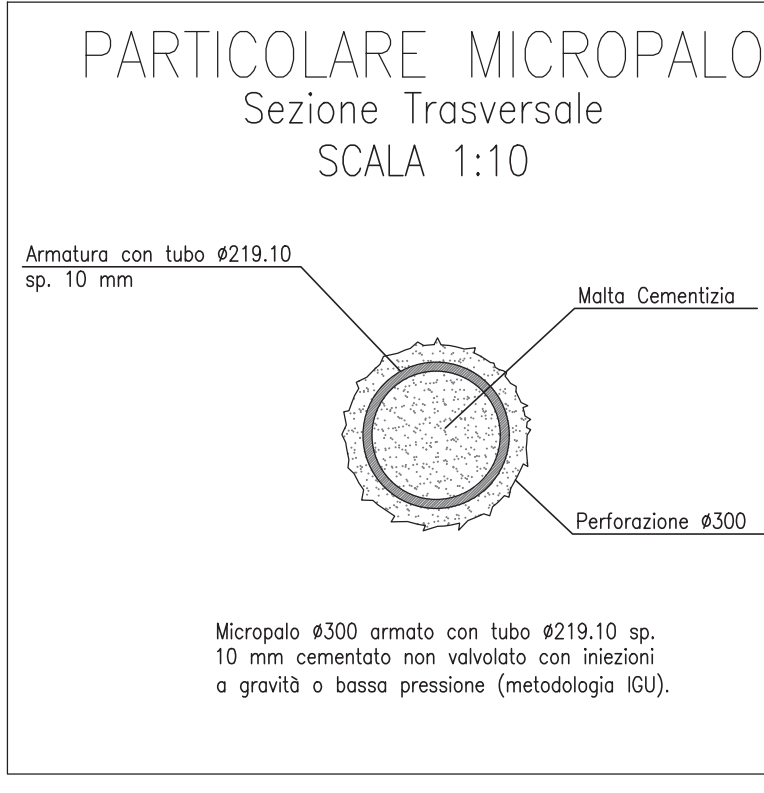 PARTICOLARE MICROPALO
Sezione Trasversale
SCALA 1:10
Armatura con tubo ø219.10
sp. 10 mm
Malta Cementizia
Perforazione ø300
Micropalo ø300 armato con tubo ø219.10 sp.
10 mm cementato non valvolato con iniezioni
a gravità o bassa pressione (metodologia IGU).